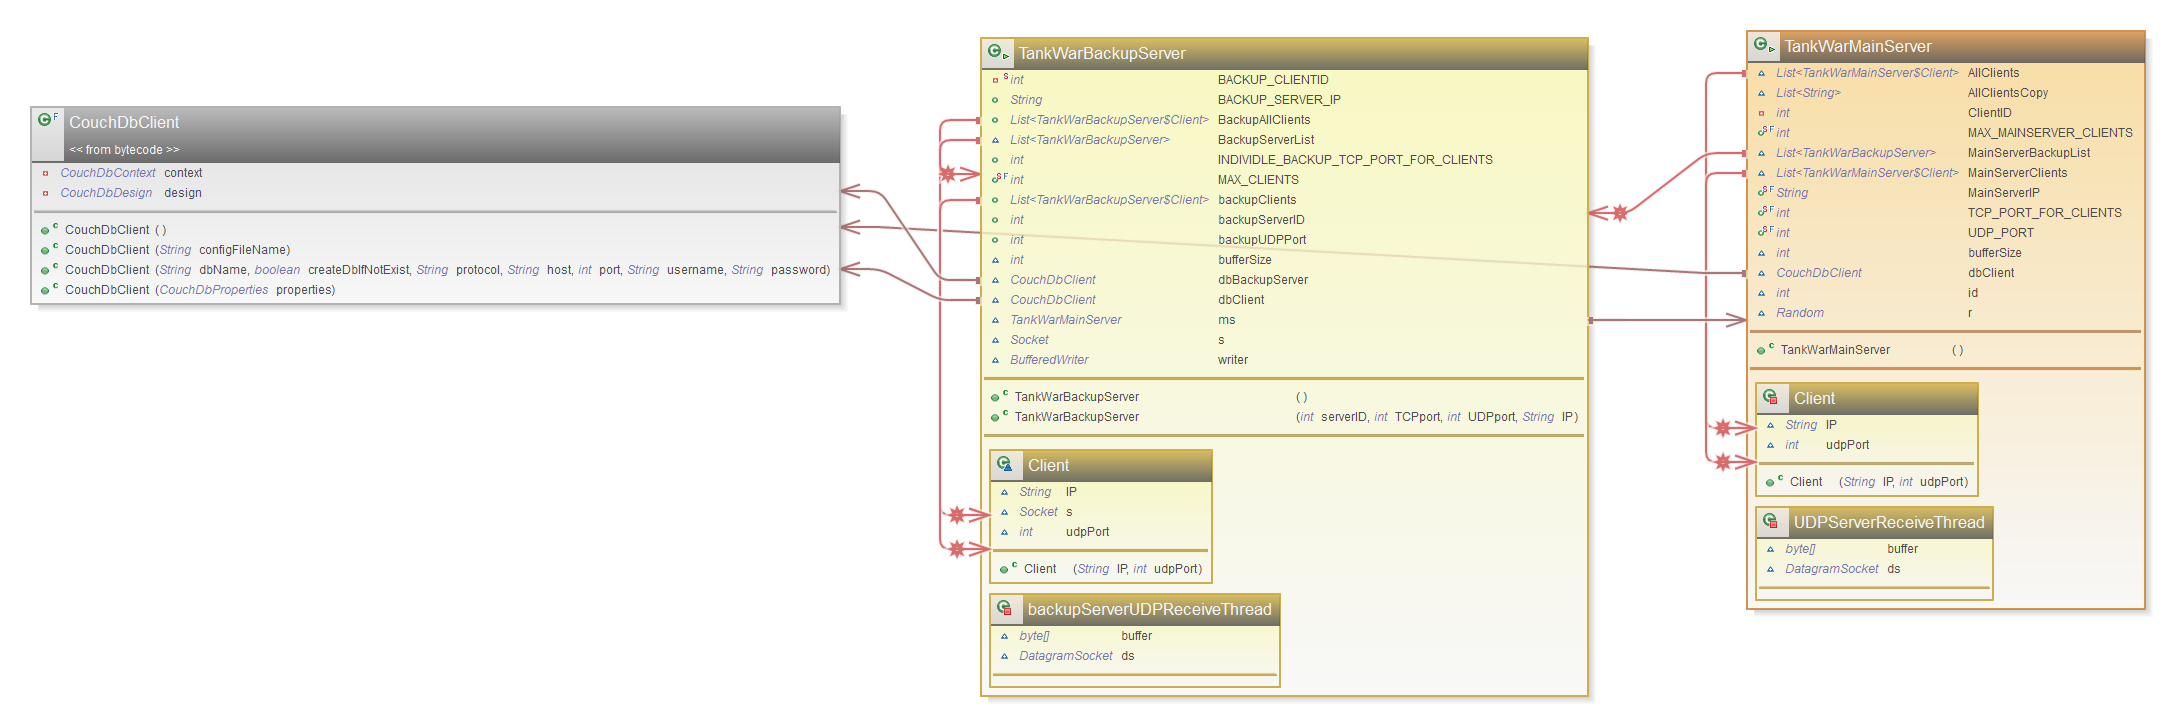 CouchDbClient
<< from bytecode >>
CouchDbContext context
CouchDbDesign design
CouchDbClient ( )
CouchDbClient (String configFileName)
CouchDbClient (String dbName, boolean createDbIfNotExist, String protocol, String host, int port, String username, String password)
CouchDbClient (CouchDbProperties properties)
TankWarBackupServer
int BACKUP_CLIENTID
String BACKUP_SERVER_IP
List<TankWarBackupServer$Client> BackupAllClients
List<TankWarBackupServer> BackupServerList
int INDIVIDLE_BACKUP_TCP_PORT_FOR_CLIENTS
int MAX_CLIENTS
List<TankWarBackupServer$Client> backupClients
int backupServerID
int backupUDPPort
int bufferSize
CouchDbClient dbBackupServer
CouchDbClient dbClient
TankWarMainServer ms
Socket s
BufferedWriter writer
TankWarBackupServer ( )
TankWarBackupServer (int serverID, int TCPport, int UDPport, String IP)
Client
String IP
Socket s
int udpPort
Client (String IP, int udpPort)
backupServerUDPReceiveThread
byte[] buffer
DatagramSocket ds
TankWarMainServer
List<TankWarMainServer$Client> AllClients
List<String> AllClientsCopy
int ClientID
int MAX_MAINSERVER_CLIENTS
List<TankWarBackupServer> MainServerBackupList
List<TankWarMainServer$Client> MainServerClients
String MainServerIP
int TCP_PORT_FOR_CLIENTS
int UDP_PORT
int bufferSize
CouchDbClient dbClient
int id
Random r
TankWarMainServer ( )
Client
String IP
int udpPort
Client (String IP, int udpPort)
UDPServerReceiveThread
byte[] buffer
DatagramSocket ds